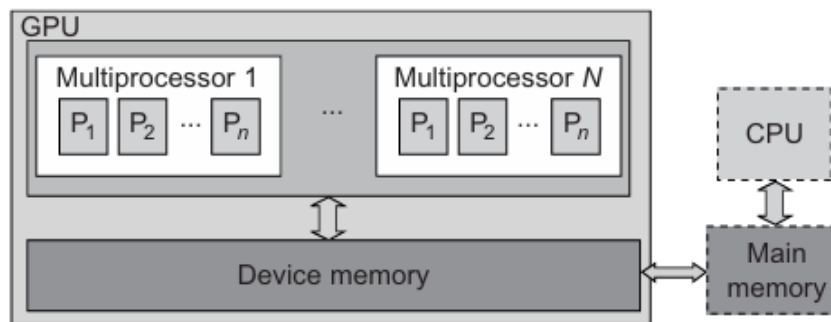 GPU
Multiprocessor 1
P1 P2 ... Pn
...
Multiprocessor N
P1 P2 ... Pn
CPU
Device memory
Main
memory